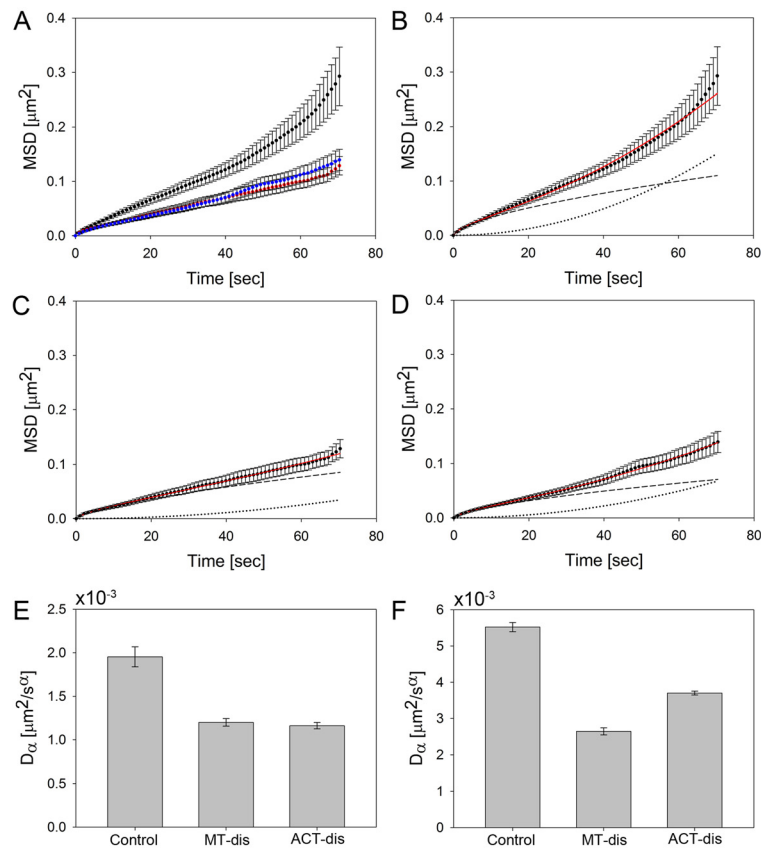 A
B
0.4
0.3
0.2
0.1
0.0
MSD [μm2]
0
20
40
60
80
Time [sec]
0.4
0.3
0.2
0.1
0.0
MSD [μm2]
0
20
40
60
80
Time [sec]
C
D
0.4
0.3
0.2
0.1
0.0
MSD [μm2]
0
20
40
60
80
Time [sec]
0.4
0.3
0.2
0.1
0.0
MSD [μm2]
0
20
40
60
80
Time [sec]
E
x10-3
2.5
2.0
1.5
1.0
0.5
0.0
Dα [μm2/sα]
Control MT-dis ACT-dis
F
x10-3
6
5
4
3
2
1
0
Dα [μm2/sα]
Control MT-dis ACT-dis